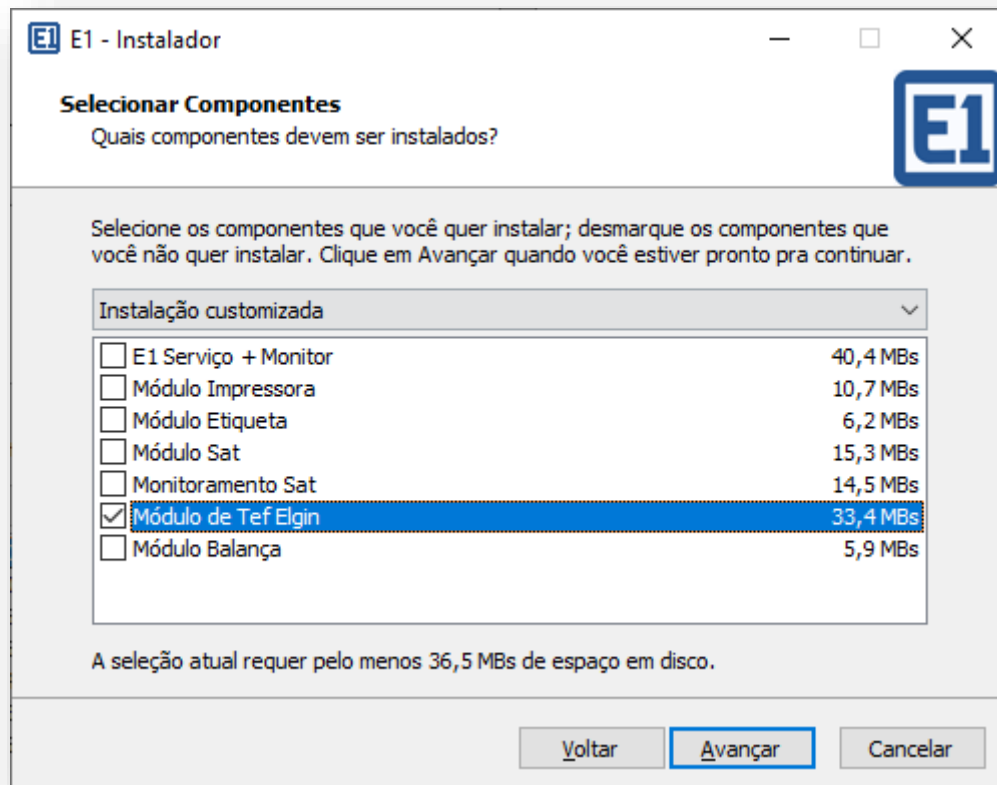 E1 E1 - Instalador
Selecionar Componentes
Quais componentes devem ser instalados?
E1
Selecione os componentes que você quer instalar; desmarque os componentes que
você não quer instalar. Clique em Avançar quando você estiver pronto pra continuar.
Instalação customizada
E1 Serviço + Monitor 40,4 MBs
Módulo Impressora 10,7 MBs
Módulo Etiqueta 6,2 MBs
Módulo Sat 15,3 MBs
Monitoramento Sat 14,5 MBs
Módulo de Tef Elgin 33,4 MBs
Módulo Balança 5,9 MBs
A seleção atual requer pelo menos 36,5 MBs de espaço em disco.
Voltar Avançar Cancelar